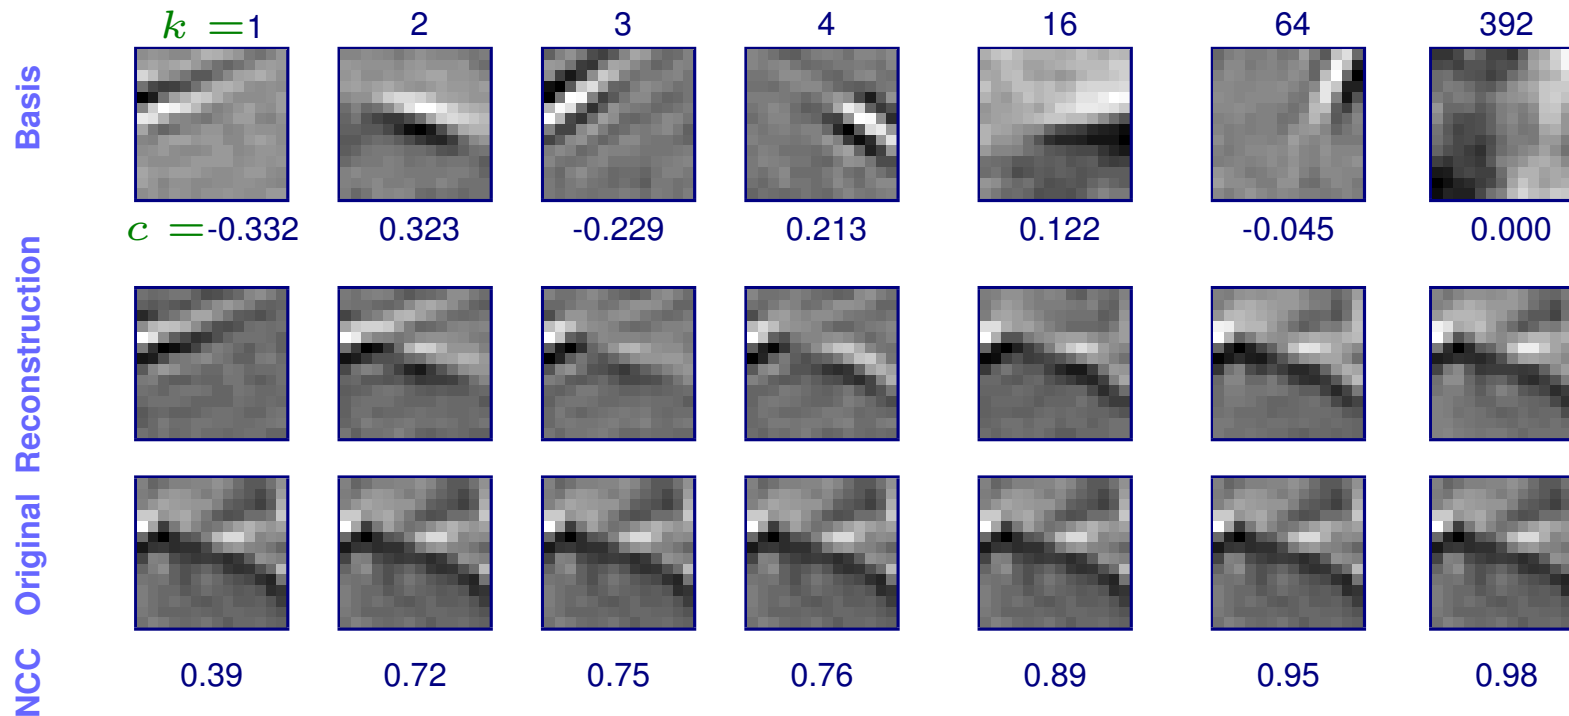 k = 1 2 3 4 16 64 392
Basis
c = -0.332 0.323 -0.229 0.213 0.122 -0.045 0.000
Reconstruction
Original
NCC 0.39 0.72 0.75 0.76 0.89 0.95 0.98